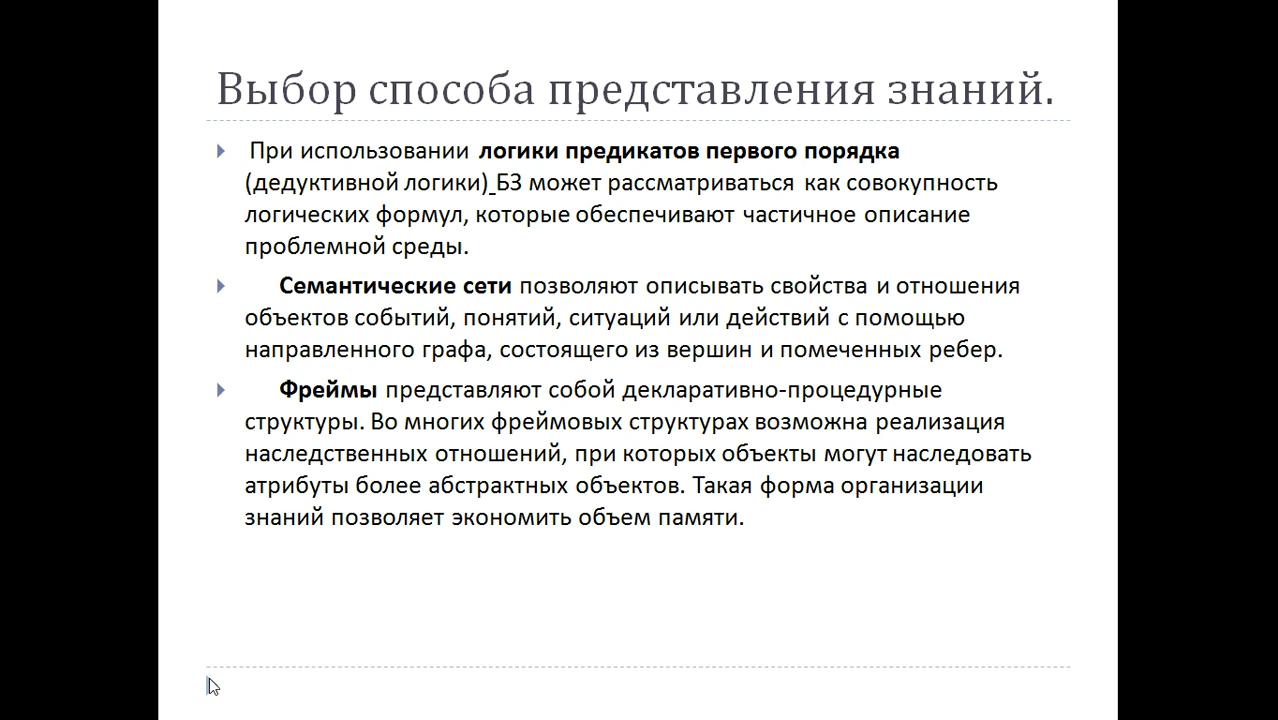 Выбор способа представления знаний.
При использовании логики предикатов первого порядка
(дедуктивной логики) БЗ может рассматриваться как совокупность
логических формул, которые обеспечивают частичное описание
проблемной среды.
Семантические сети позволяют описывать свойства и отношения
объектов событий, понятий, ситуаций или действий с помощью
направленного графа, состоящего из вершин и помеченных ребер.
Фреймы представляют собой декларативно-процедурные
структуры. Во многих фреймовых структурах возможна реализация
наследственных отношений, при которых объекты могут наследовать
атрибуты более абстрактных объектов. Такая форма организации
знаний позволяет экономить объем памяти.